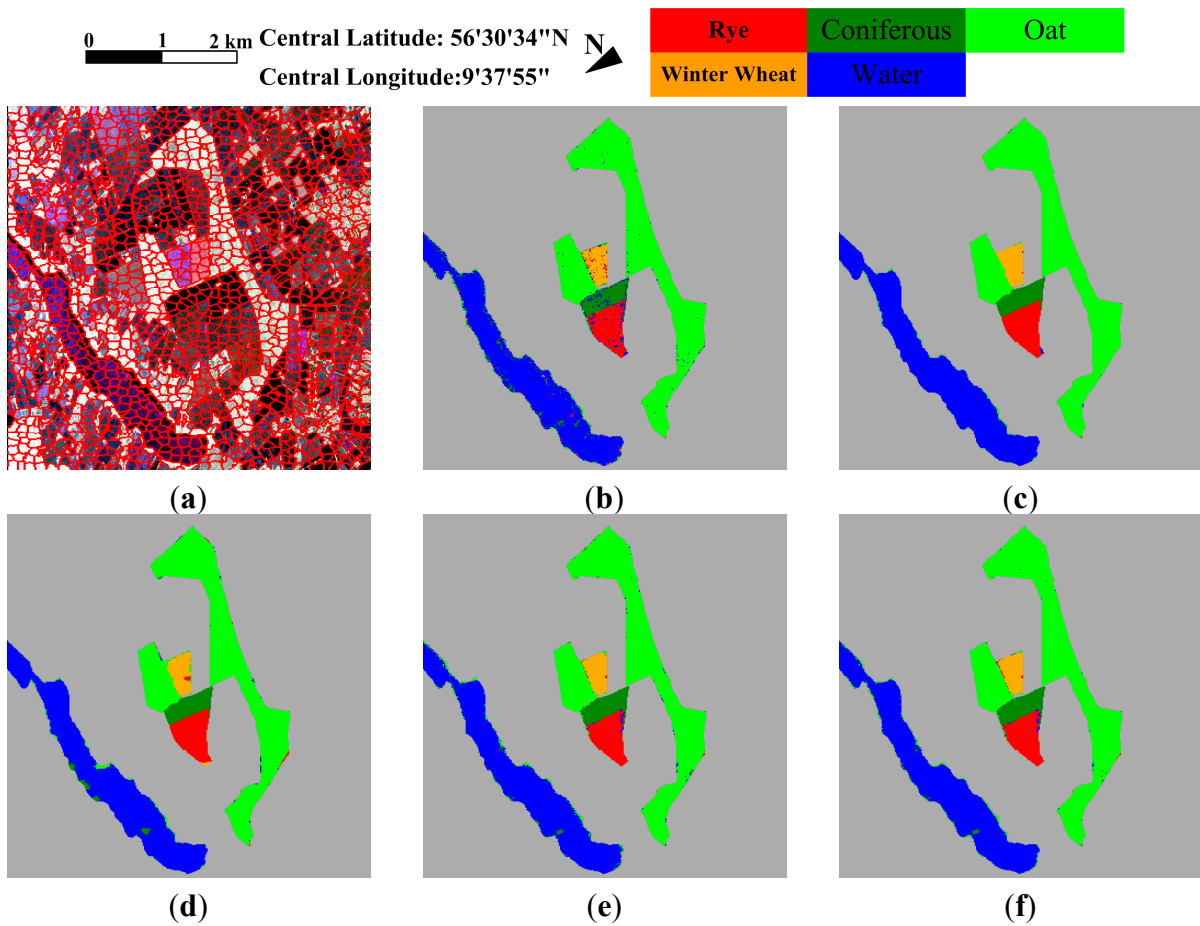 0 1 2 km
Central Latitude: 56'30'34"N
Central Longitude:9'37'55"
N
Rye Coniferous Oat
Winter Wheat Water
(a) (b) (c)
(d) (e) (f)